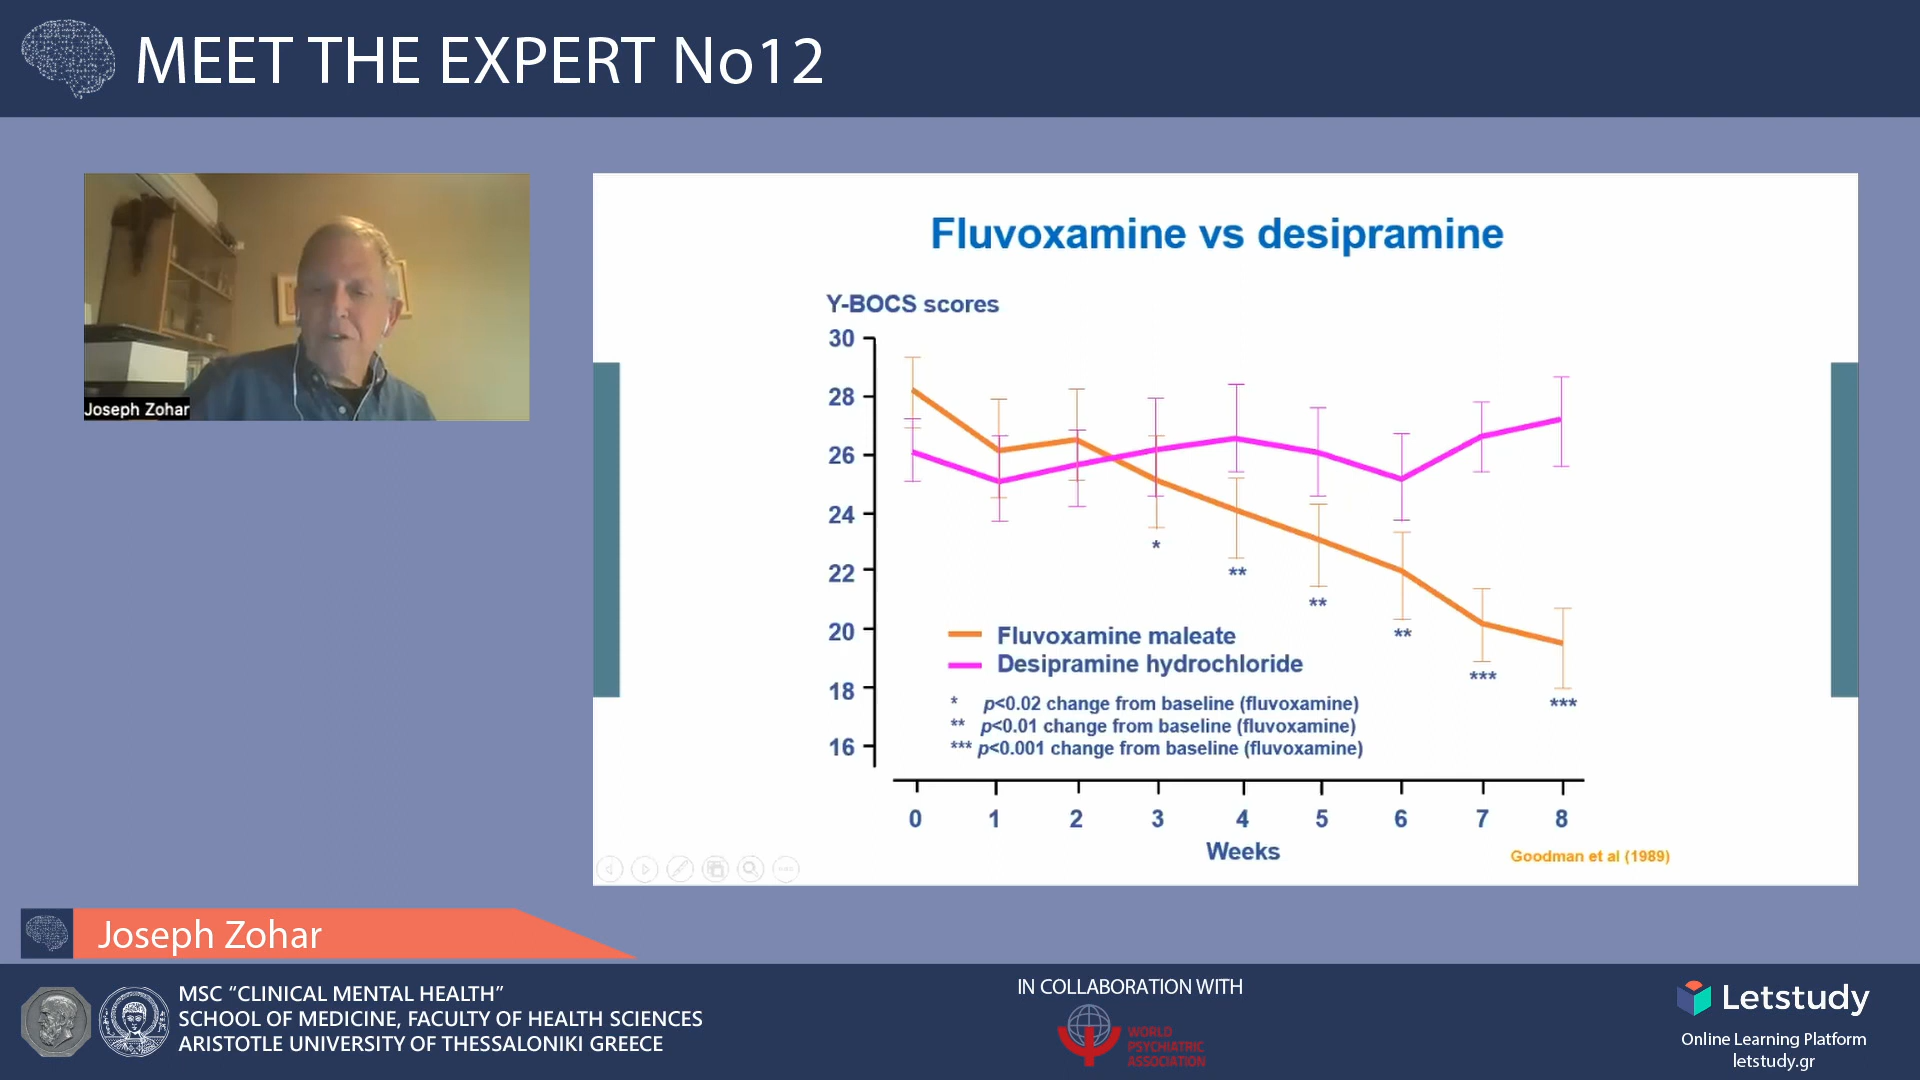 MEET THE EXPERT No12
Joseph Zohar
Fluvoxamine vs desipramine
Y-BOCS scores
30
28
26
24
22
20
18
16
*
**
**
**
***
***
Fluvoxamine maleate
Desipramine hydrochloride
* p<0.02 change from baseline (fluvoxamine)
** p<0.01 change from baseline (fluvoxamine)
*** p<0.001 change from baseline (fluvoxamine)
0 1 2 3 4 5 6 7 8
Weeks
Goodman et al (1989)
Joseph Zohar
MSC “CLINICAL MENTAL HEALTH”
SCHOOL OF MEDICINE, FACULTY OF HEALTH SCIENCES
ARISTOTLE UNIVERSITY OF THESSALONIKI GREECE
IN COLLABORATION WITH
WORLD
PSYCHIATRIC
ASSOCIATION
Letstudy
Online Learning Platform
letstudy.gr